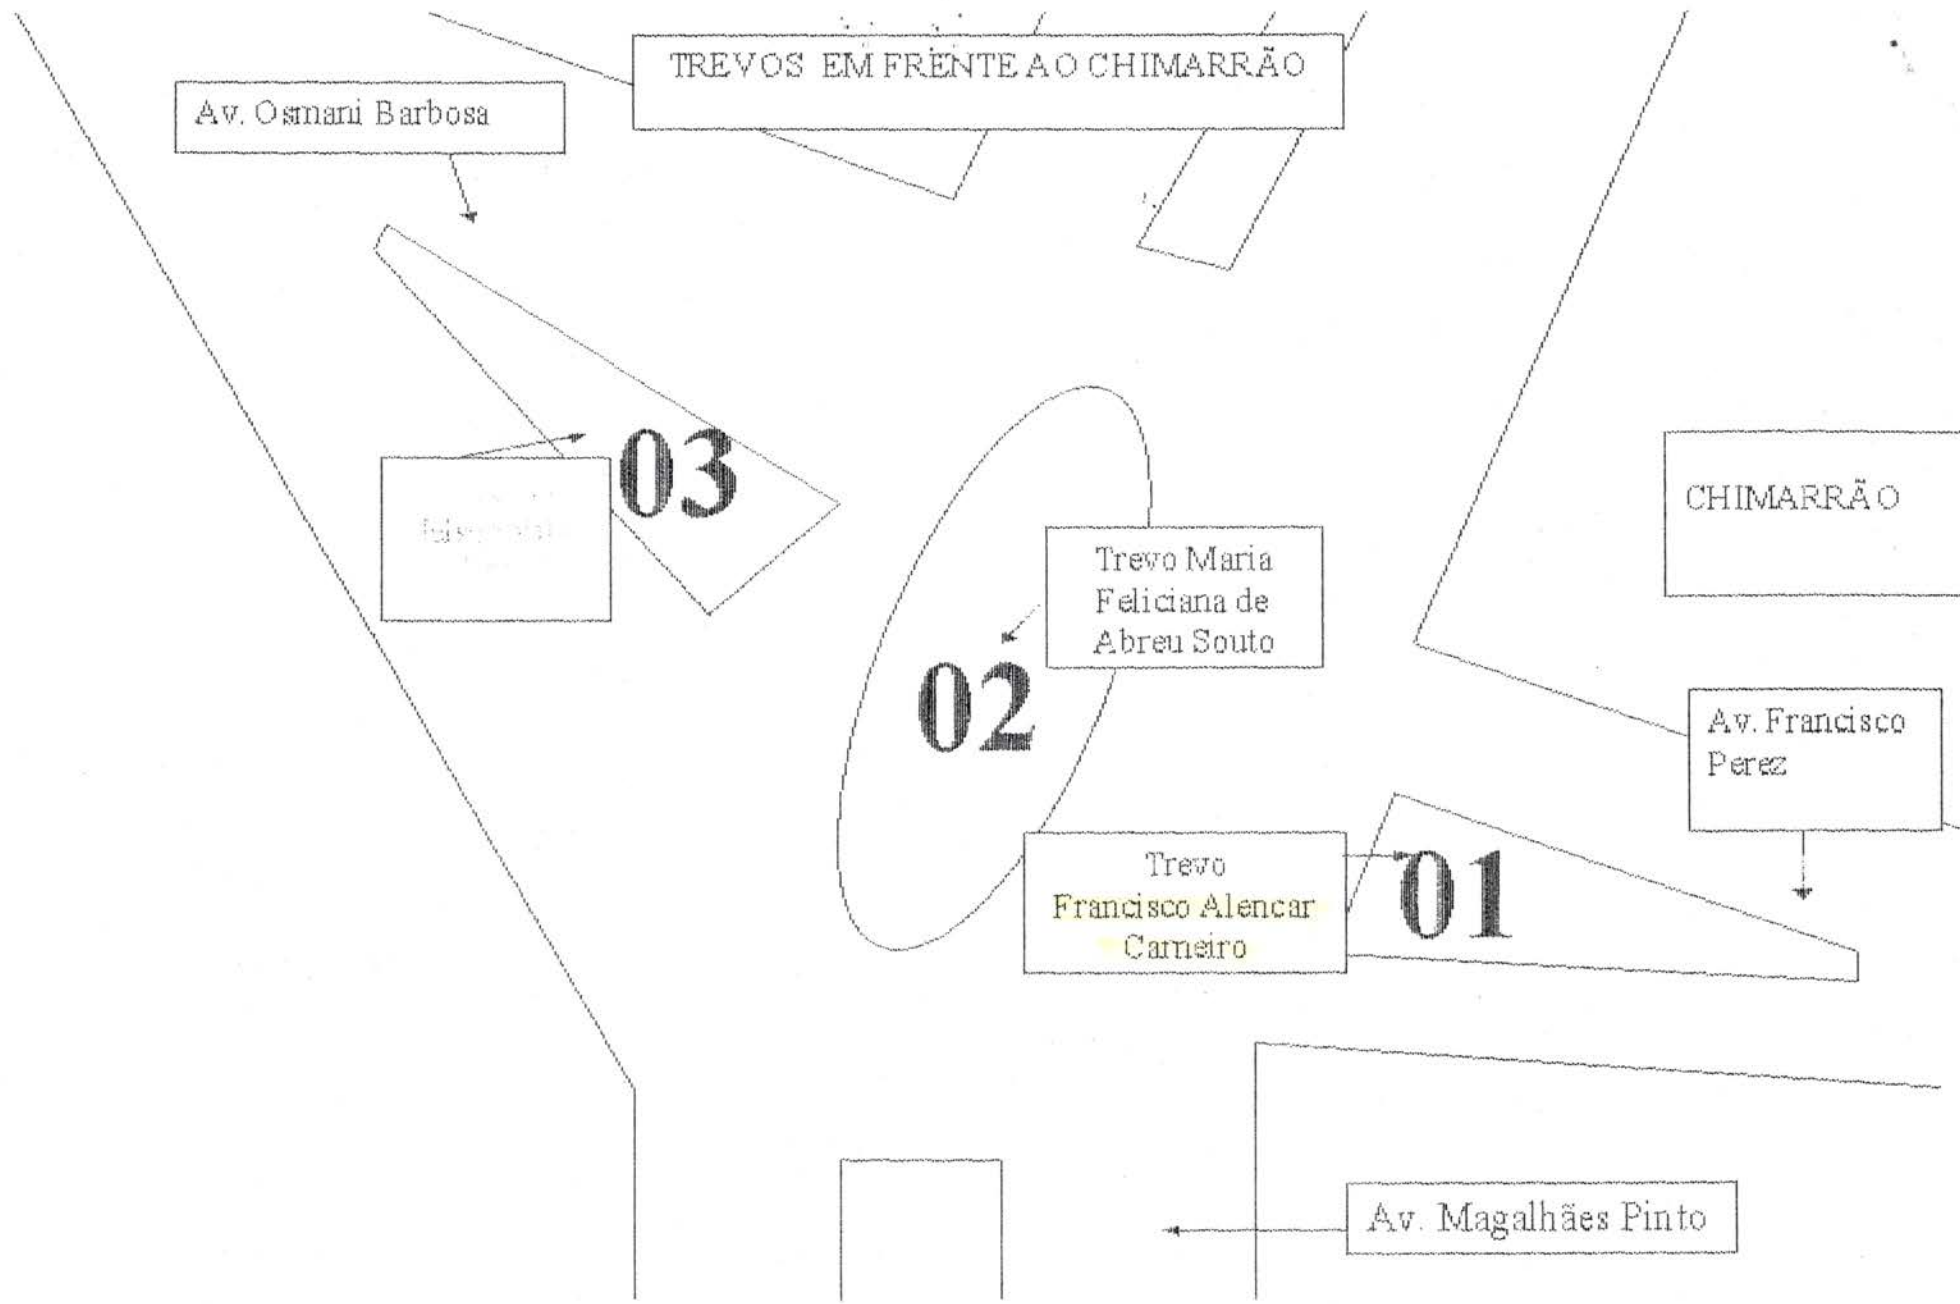 TREVOS EM FRENTE AO CHIMARRÃO
Av. Osmani Barbosa
03
CHIMARRÃO
Trevo Maria
Feliciana de
Abreu Souto
02
Av. Francisco
Perez
Trevo
Francisco Alencar
Carneiro
01
Av. Magalhães Pinto